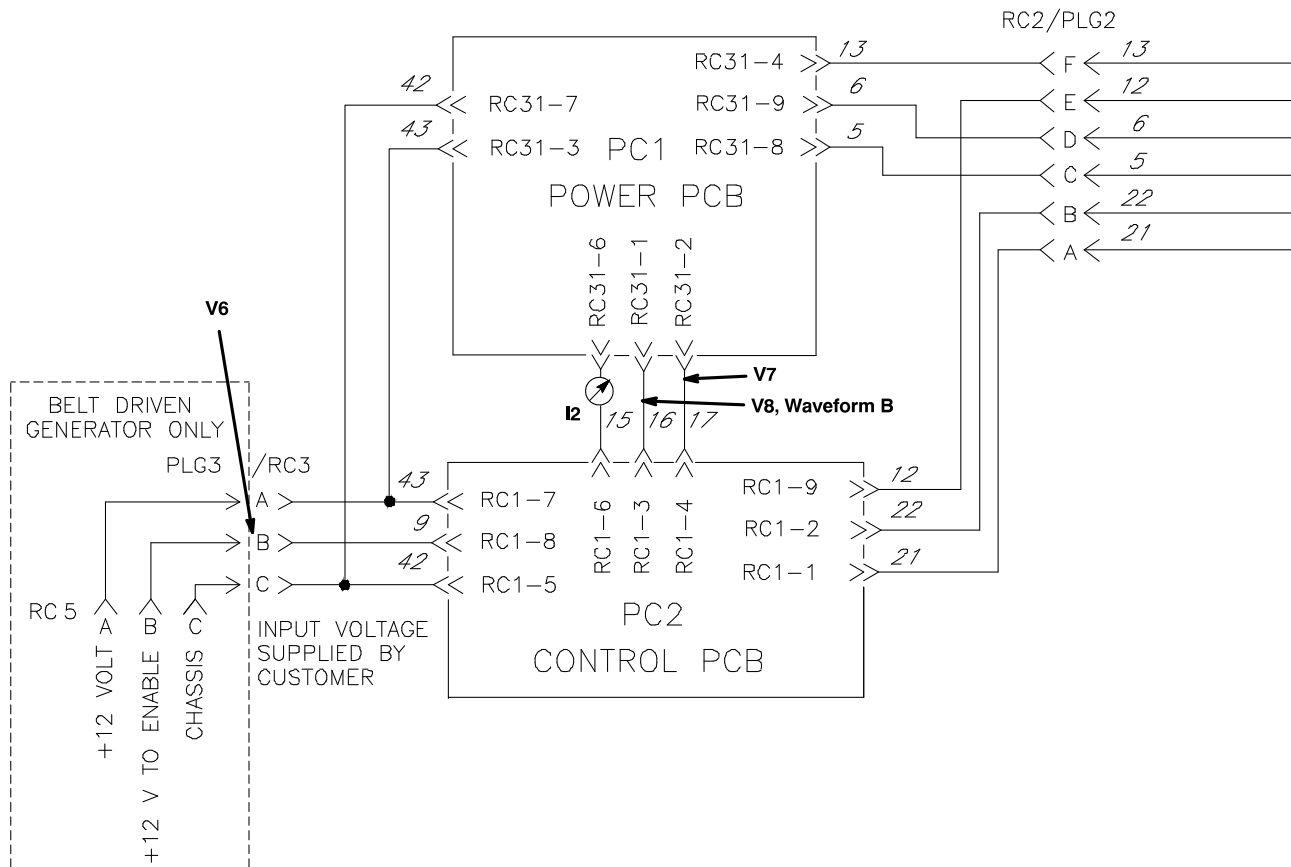 RC2/PLG2
RC31-4 13 F 13
42 RC31-7 RC31-9 6 E 12
43 RC31-3 PC1 RC31-8 5 D 6
POWER PCB C 5
B 22
A 21
RC31-6 RC31-1 RC31-2
V6
V7
I2 15 16 17 V8, Waveform B
BELT DRIVEN
GENERATOR ONLY
PLG3 /RC3
A 43 RC1-7 RC1-6 RC1-3 RC1-4 RC1-9 12
B 9 RC1-8 RC1-2 22
C 42 RC1-5 RC1-1 21
RC5 A B C
+12 VOLT
+12 V TO ENABLE
CHASSIS
INPUT VOLTAGE
SUPPLIED BY
CUSTOMER
PC2
CONTROL PCB